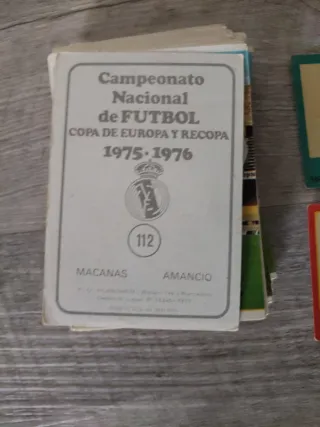 Campeonato
Nacional
de FUTBOL
COPA DE EUROPA Y RECOPA
1975-1976
112
MACANAS AMANCIO